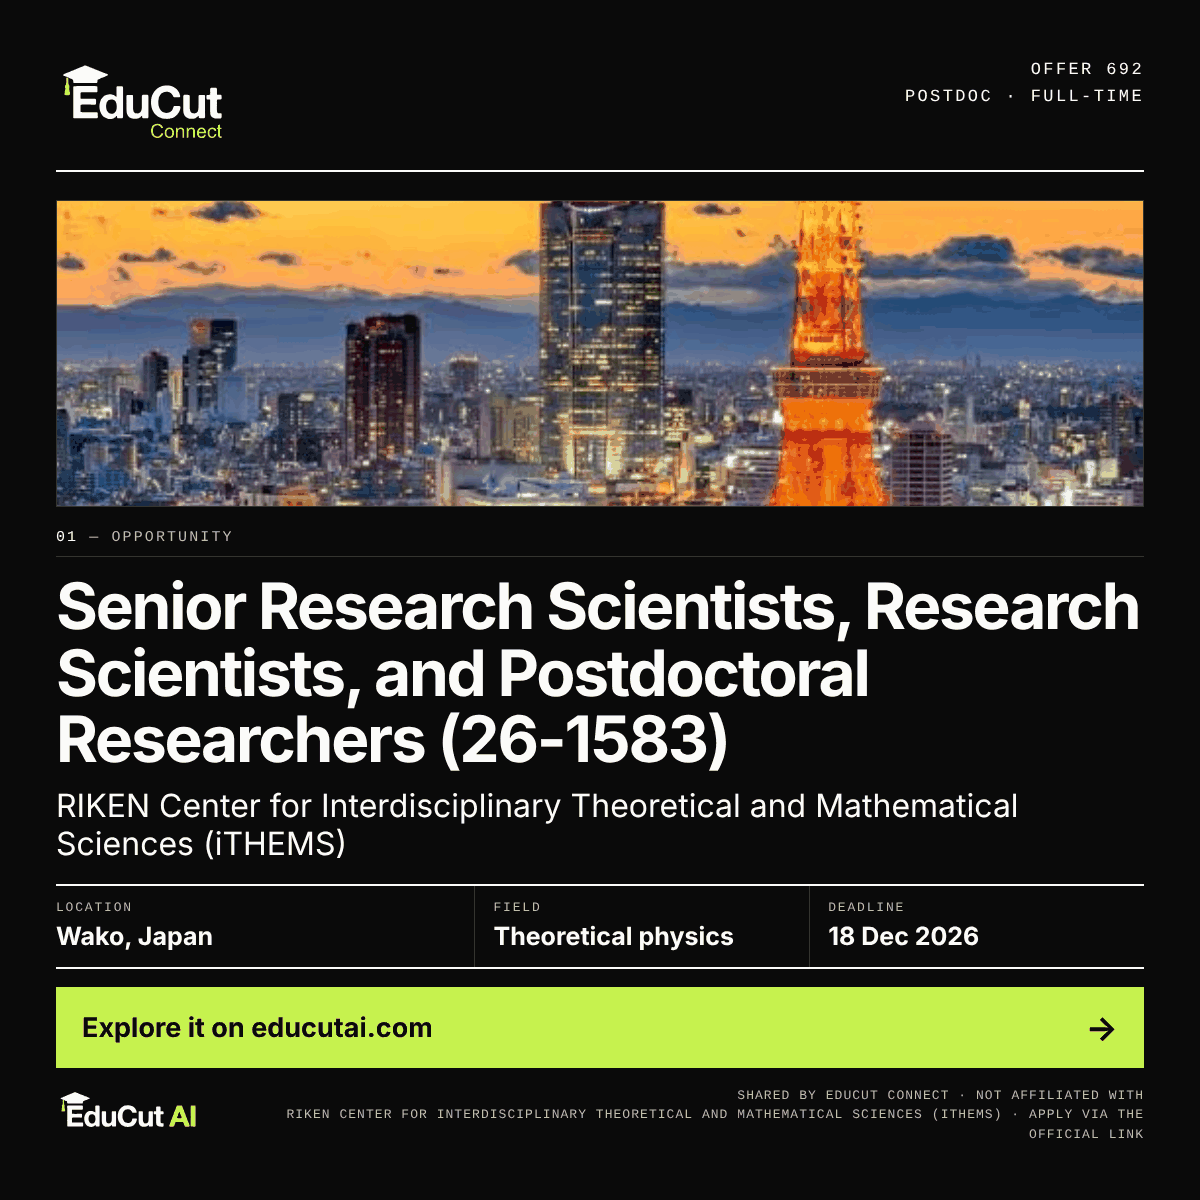 EduCut
Connect
OFFER 692
POSTDOC · FULL-TIME
01 — OPPORTUNITY
Senior Research Scientists, Research
Scientists, and Postdoctoral
Researchers (26-1583)
RIKEN Center for Interdisciplinary Theoretical and Mathematical
Sciences (iTHEMS)
LOCATION
Wako, Japan
FIELD
Theoretical physics
DEADLINE
18 Dec 2026
Explore it on educutai.com →
EduCut AI
SHARED BY EDUCUT CONNECT · NOT AFFILIATED WITH
RIKEN CENTER FOR INTERDISCIPLINARY THEORETICAL AND MATHEMATICAL SCIENCES (ITHEMS) · APPLY VIA THE
OFFICIAL LINK